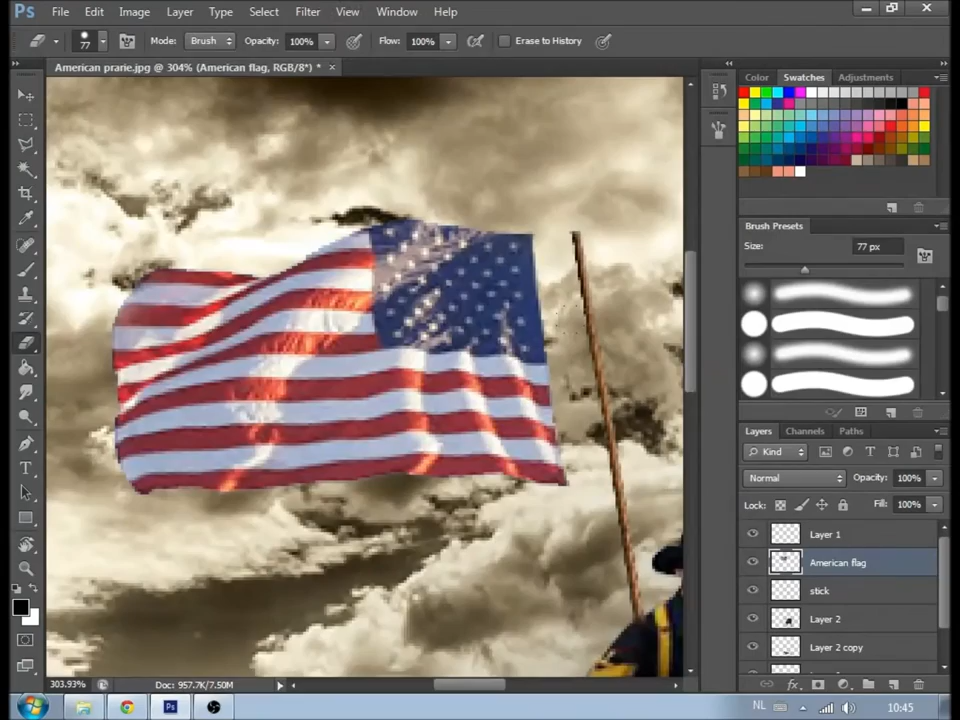 Ps File Edit Image Layer Type Select Filter View Window Help
77 Mode: Brush Opacity: 100% Flow: 100% Erase to History
American prarie.jpg @ 304% (American flag, RGB/8*) * ×
Color Swatches Adjustments
Brush Presets
Size: 77 px
Layers Channels Paths
Kind
Normal Opacity: 100%
Lock: Fill: 100%
Layer 1
American flag
stick
Layer 2
Layer 2 copy
303.93% Doc: 957.7K/7.50M
fx
Ps NL 10:45